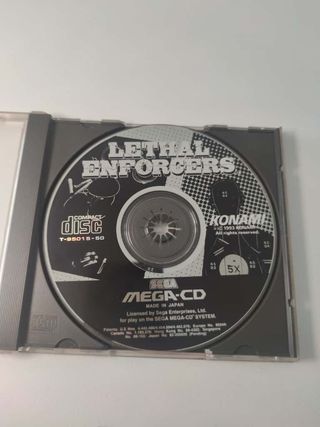 LETHAL
ENFORCERS
COMPACT
disc
T-95015-50
KONAMI
© 1993 KONAMI
All rights reserved.
5X
SEGA
MEGA-CD
MADE IN JAPAN
Licensed by Sega Enterprises, Ltd.
for play on the SEGA MEGA-CD SYSTEM.